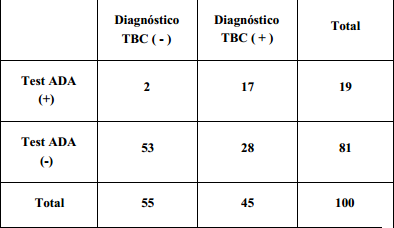 Diagnóstico TBC ( - ) Diagnóstico TBC ( + ) Total
Test ADA (+) 2 17 19
Test ADA (-) 53 28 81
Total 55 45 100